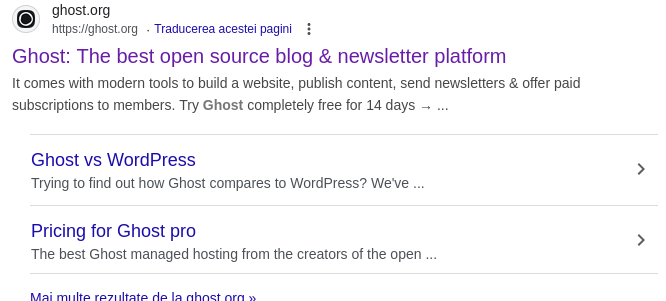 ghost.org
https://ghost.org · Traducerea acestei pagini
Ghost: The best open source blog & newsletter platform
It comes with modern tools to build a website, publish content, send newsletters & offer paid
subscriptions to members. Try Ghost completely free for 14 days → ...
Ghost vs WordPress
Trying to find out how Ghost compares to WordPress? We've ...
Pricing for Ghost pro
The best Ghost managed hosting from the creators of the open ...
Mai multe rezultate de la ghost.org »